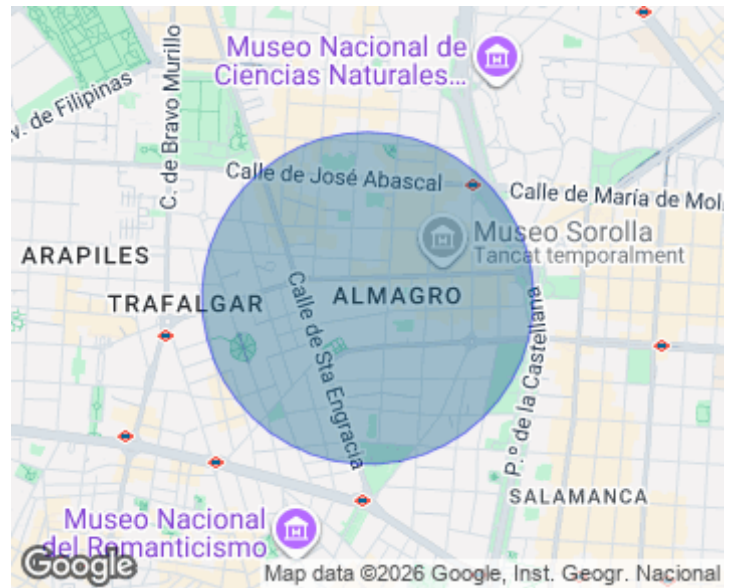 Museo Nacional de
Ciencias Naturales...
v. de Filipinas
C. de Bravo Murillo
Calle de José Abascal
Calle de María de Mol
Museo Sorolla
Tancat temporalment
ARAPILES
TRAFALGAR
ALMAGRO
Calle de Sta Engracia
P.º de la Castellana
SALAMANCA
Museo Nacional
del Romanticismo
Google
Map data ©2026 Google, Inst. Geogr. Nacional